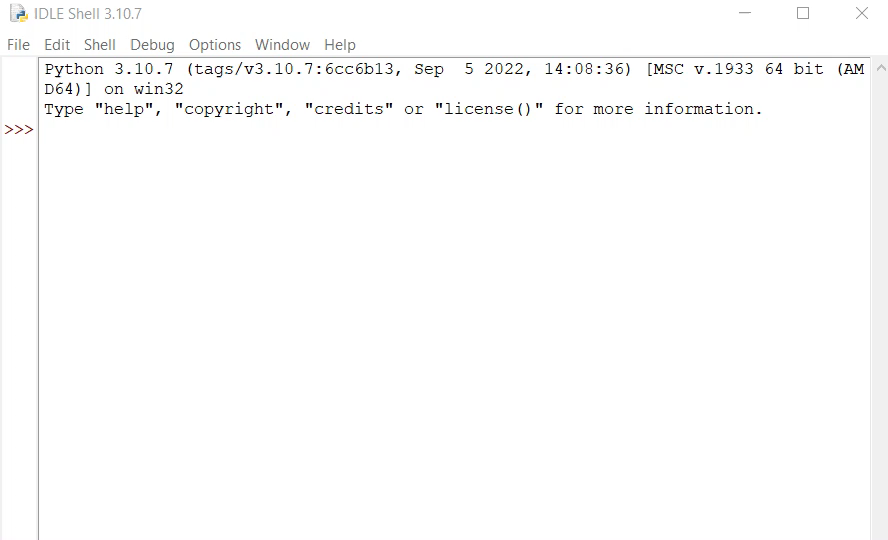 IDLE Shell 3.10.7
File Edit Shell Debug Options Window Help
Python 3.10.7 (tags/v3.10.7:6cc6b13, Sep  5 2022, 14:08:36) [MSC v.1933 64 bit (AM
D64)] on win32
Type "help", "copyright", "credits" or "license()" for more information.
>>>